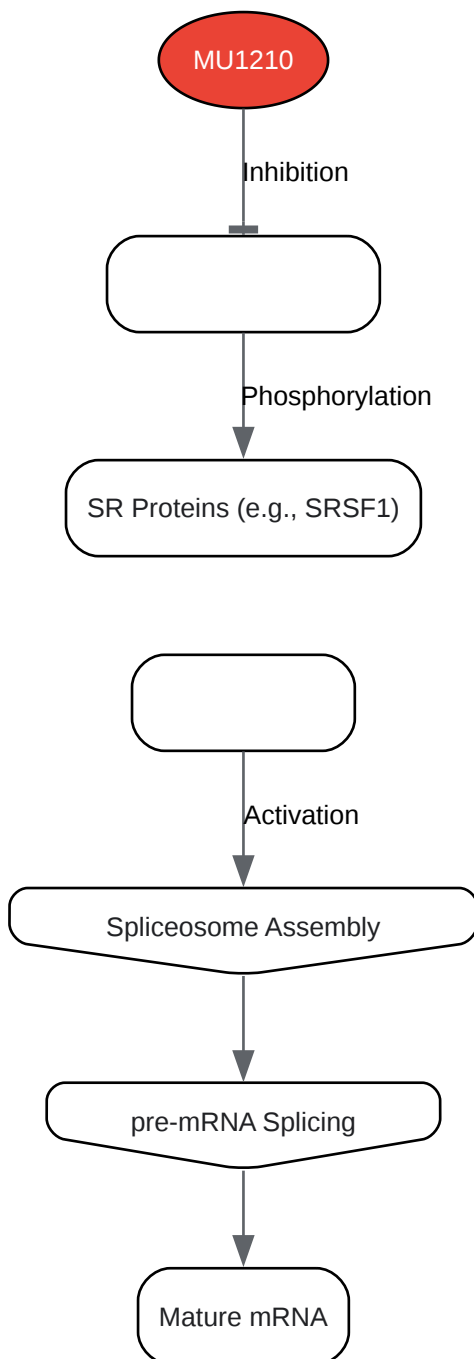 MU1210
Inhibition
Phosphorylation
SR Proteins (e.g., SRSF1)
Activation
Spliceosome Assembly
pre-mRNA Splicing
Mature mRNA